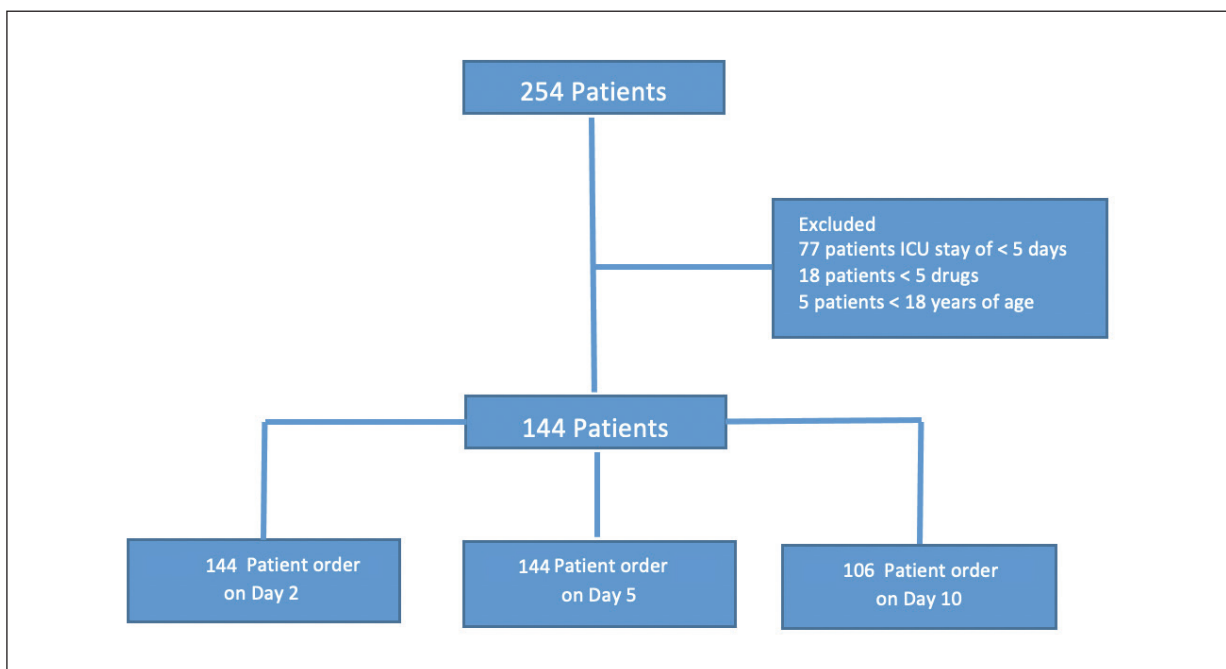 254 Patients
Excluded
77 patients ICU stay of < 5 days
18 patients < 5 drugs
5 patients < 18 years of age
144 Patients
144 Patient order
on Day 2
144 Patient order
on Day 5
106 Patient order
on Day 10